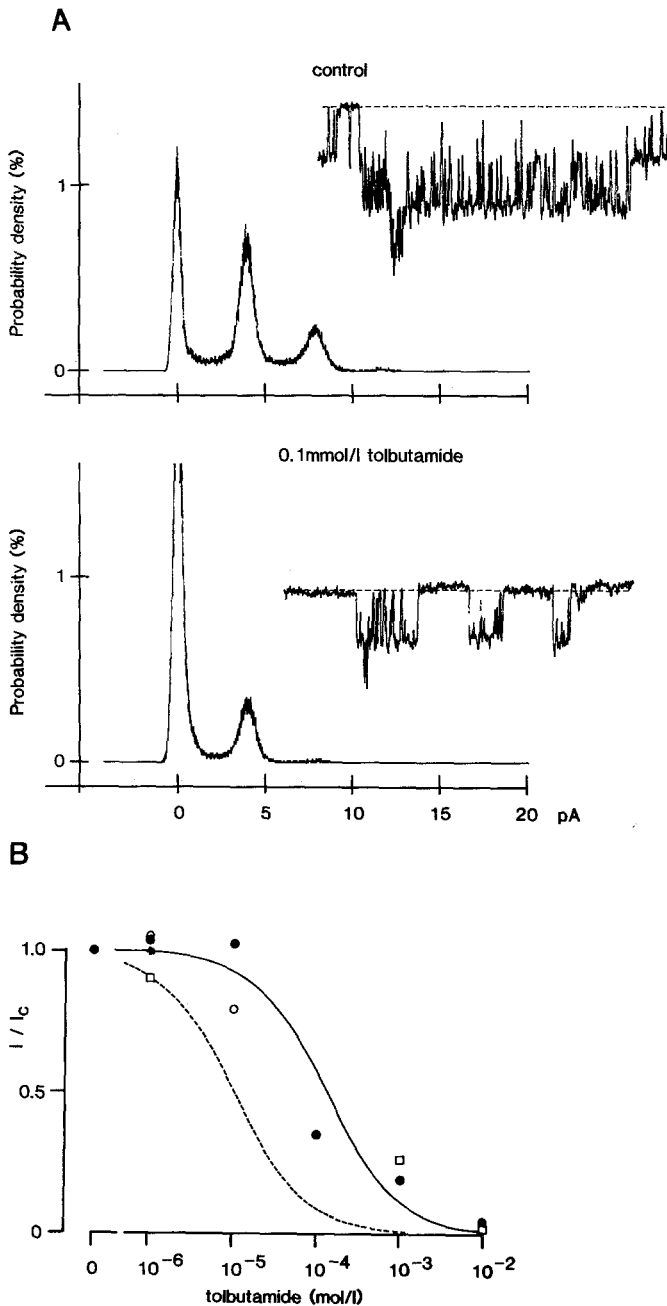 A
control
Probability density (%)
1
0
0.1mmol/l tolbutamide
Probability density (%)
1
0
0 5 10 15 20 pA
B
I / Ic
1.0
0.5
0
0 10-6 10-5 10-4 10-3 10-2
tolbutamide (mol/l)